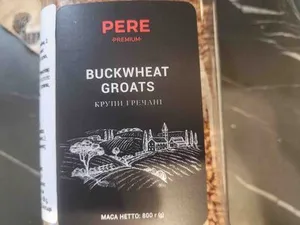 PERE
PREMIUM
BUCKWHEAT
GROATS
КРУПИ ГРЕЧАНІ
МАСА НЕТТО: 800 г (g)